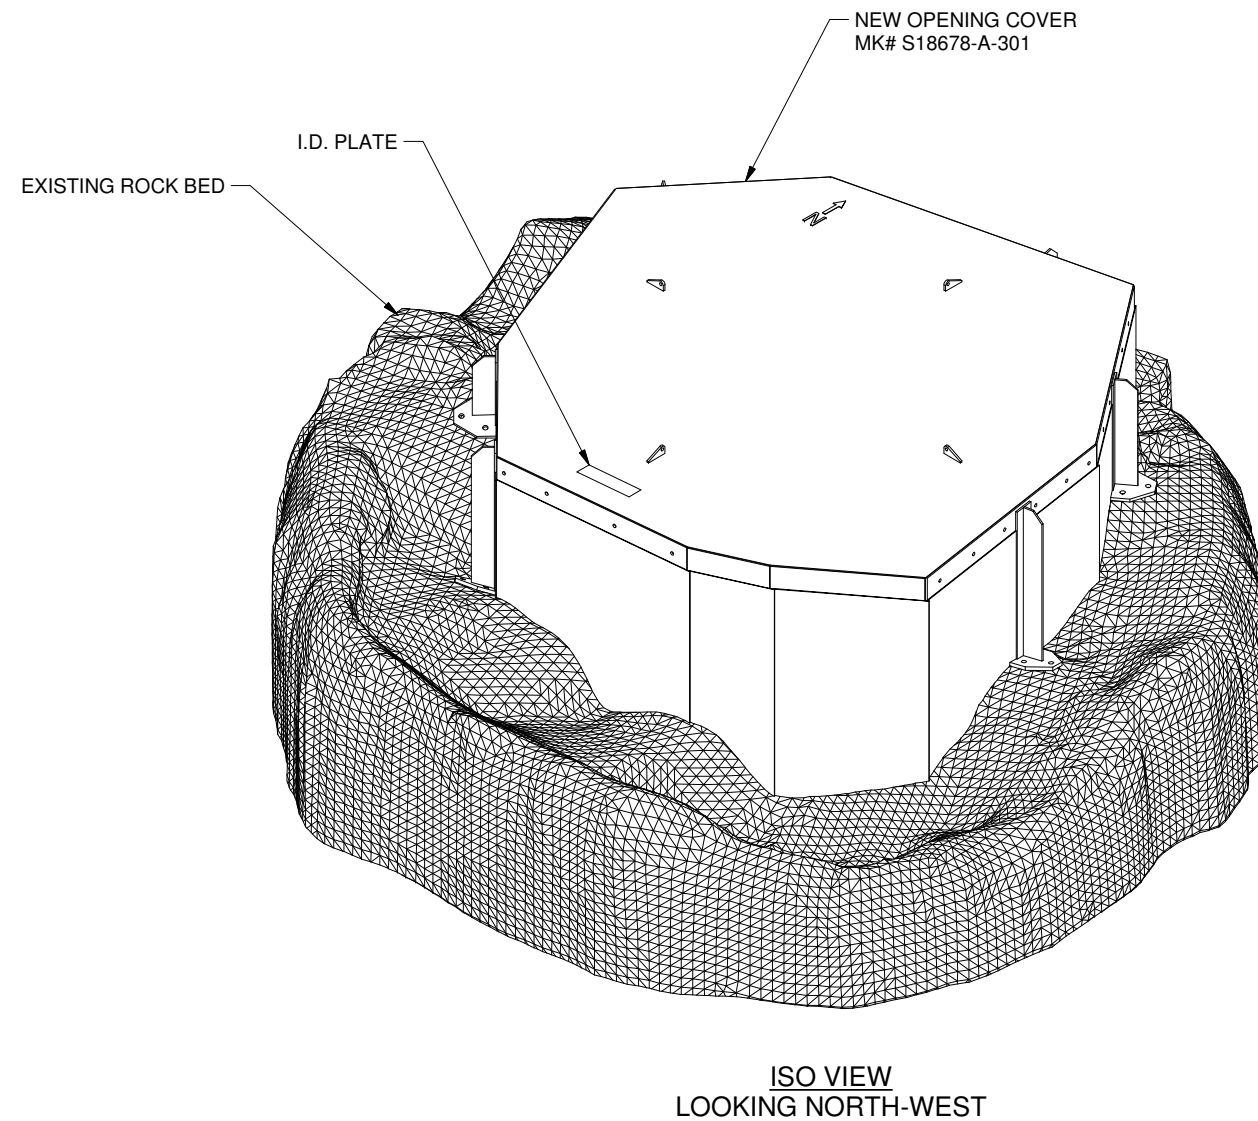 NEW OPENING COVER
MK# S18678-A-301
I.D. PLATE
EXISTING ROCK BED
N
ISO VIEW
LOOKING NORTH-WEST